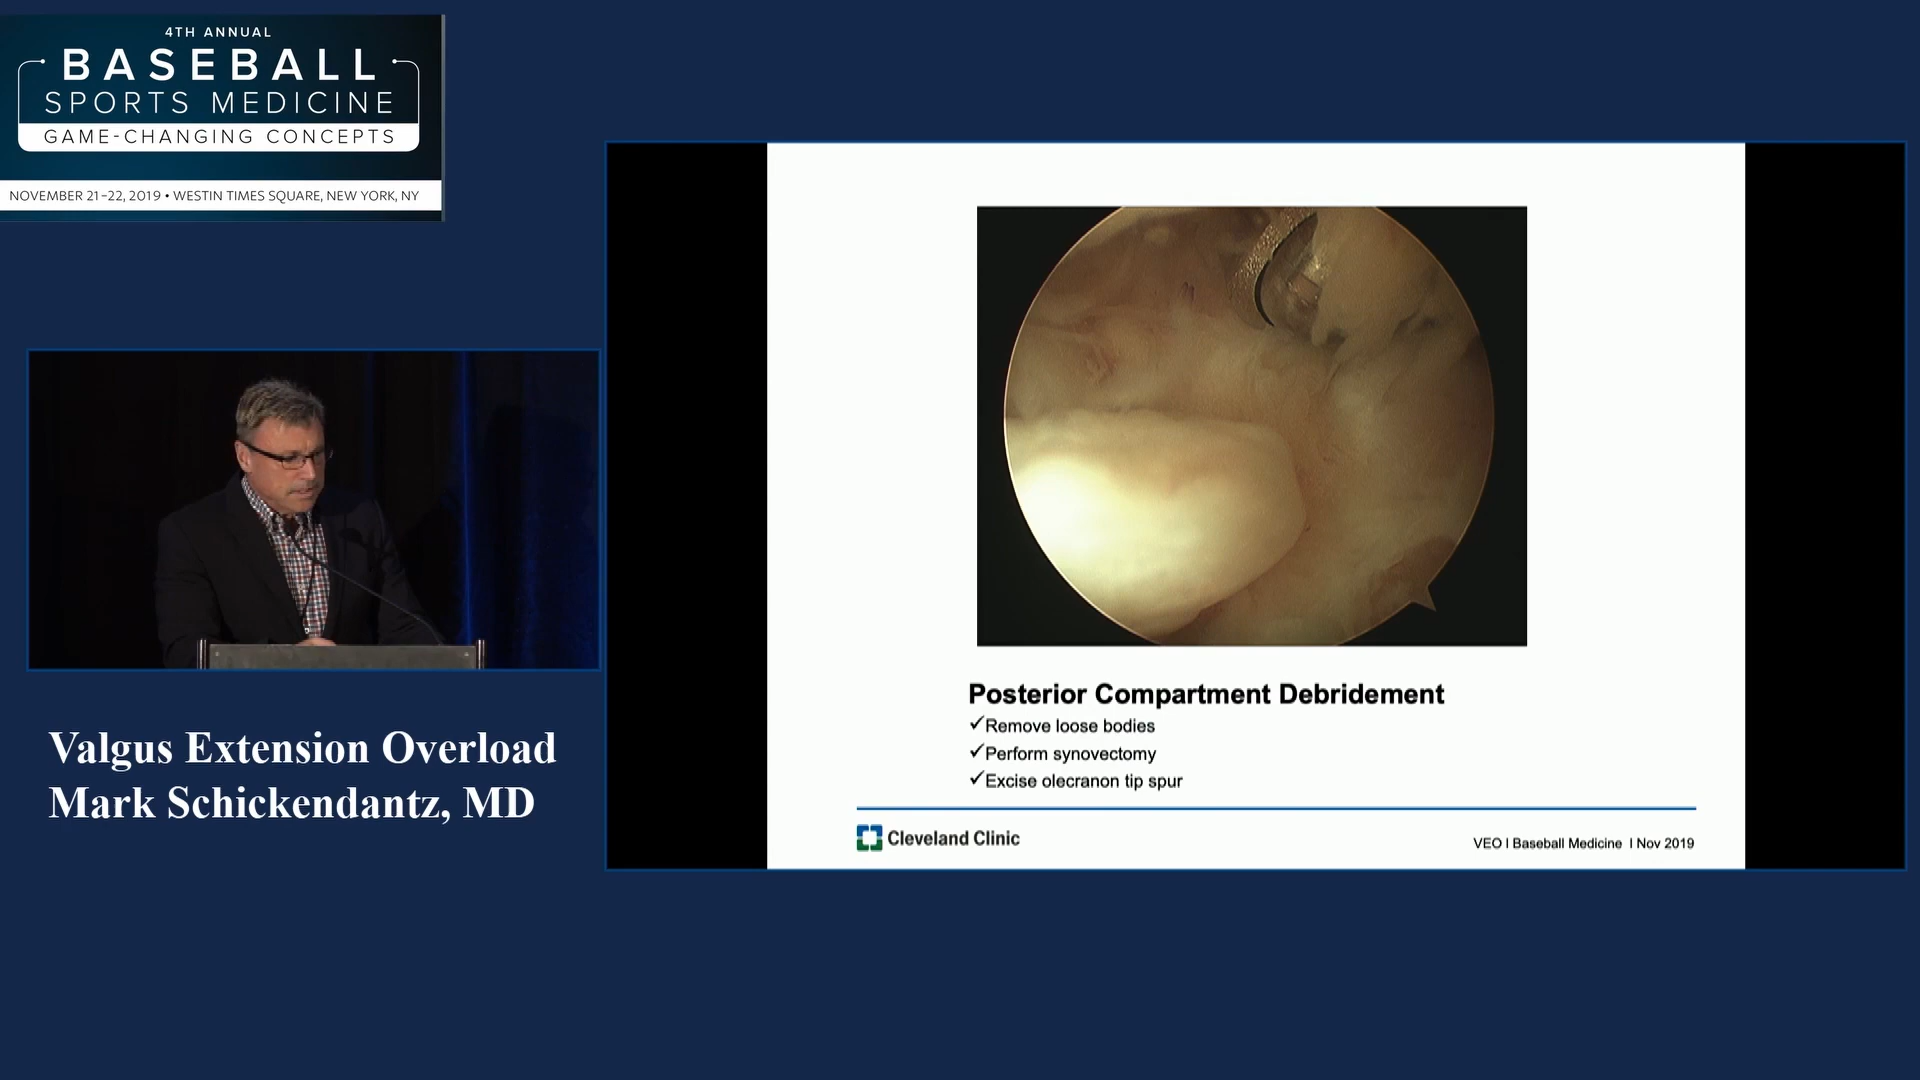 4TH ANNUAL
BASEBALL
SPORTS MEDICINE
GAME-CHANGING CONCEPTS
NOVEMBER 21-22, 2019 • WESTIN TIMES SQUARE, NEW YORK, NY
Valgus Extension Overload
Mark Schickendantz, MD
Posterior Compartment Debridement
✓Remove loose bodies
✓Perform synovectomy
✓Excise olecranon tip spur
Cleveland Clinic
VEO I Baseball Medicine I Nov 2019